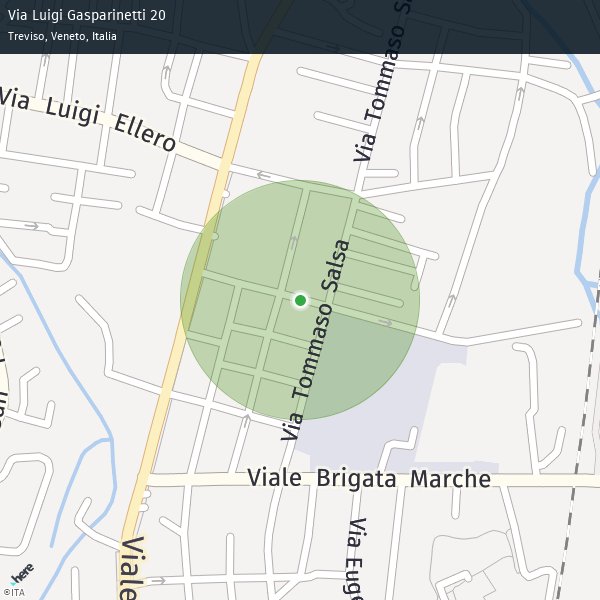 Via Luigi Gasparinetti 20
Treviso, Veneto, Italia
Via Tommaso Sa
Via Luigi Ellero
Via Tommaso Salsa
Viale Brigata Marche
Via Euge
Viale
here
©ITA